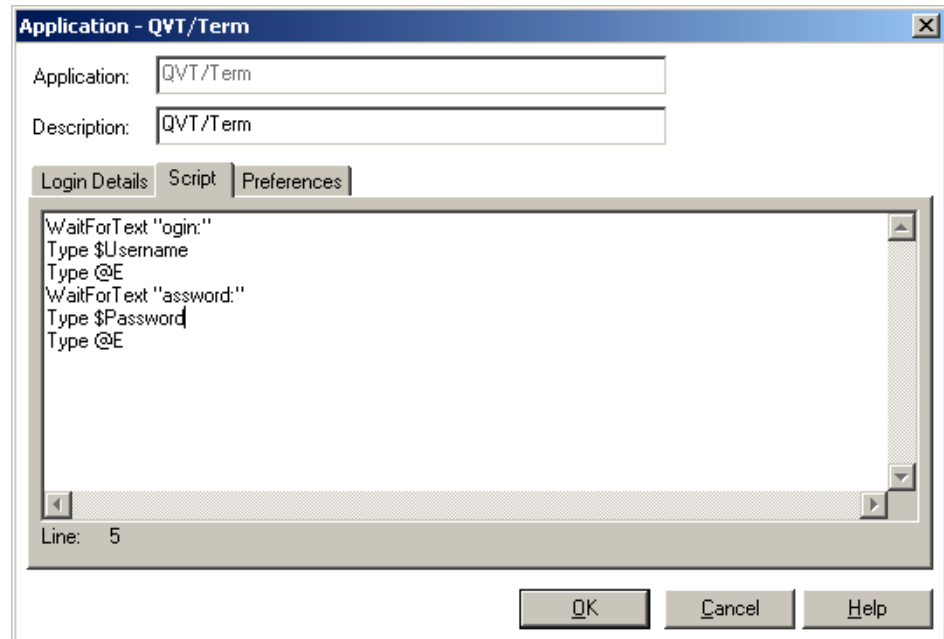 Application - QVT/Term
Application: QVT/Term
Description: QVT/Term
Login Details Script Preferences
WaitForText "ogin:"
Type $Username
Type @E
WaitForText "assword:"
Type $Password
Type @E
Line: 5
OK Cancel Help